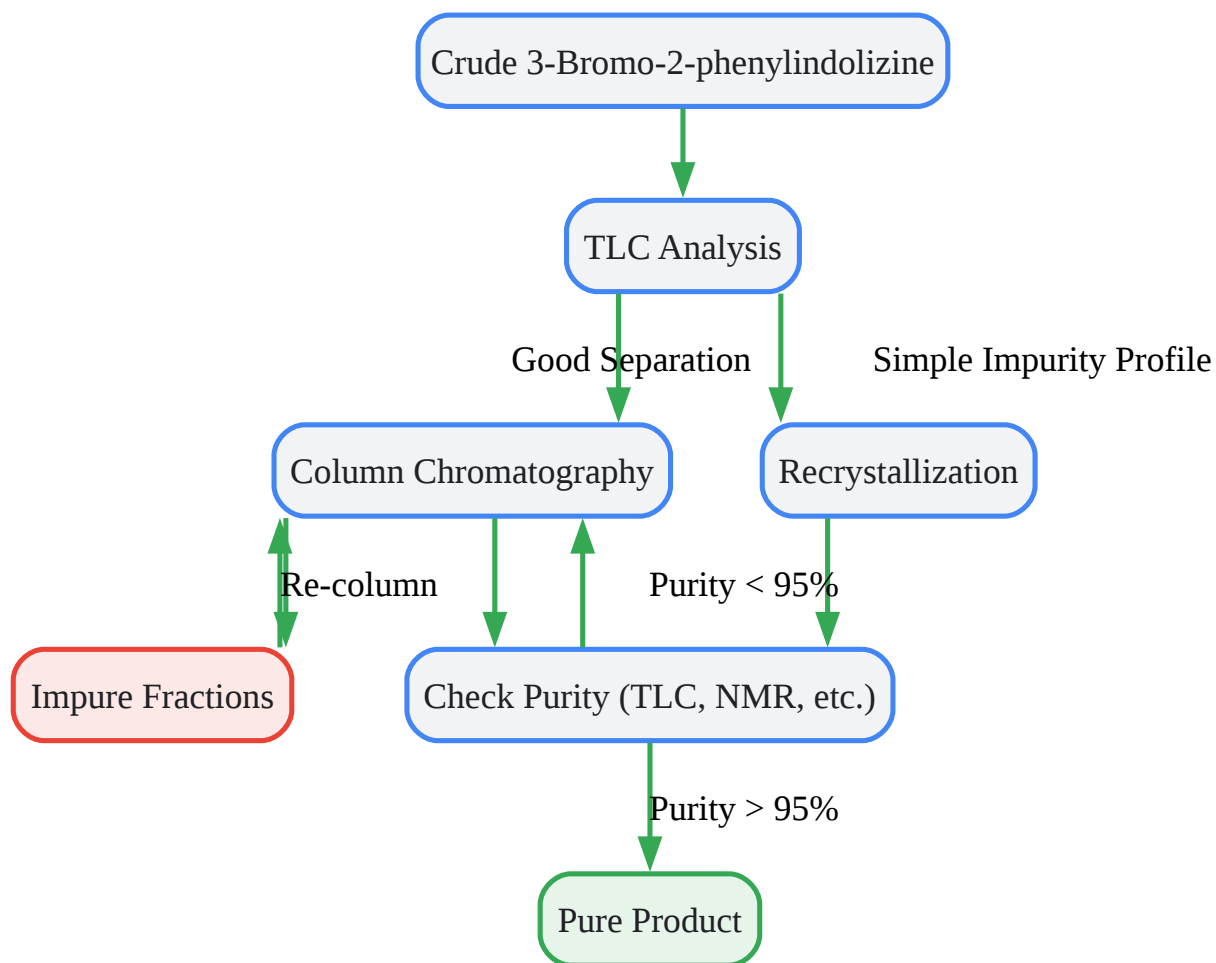 Crude 3-Bromo-2-phenylindolizine
TLC Analysis
Good Separation
Simple Impurity Profile
Column Chromatography
Recrystallization
Re-column
Purity < 95%
Impure Fractions
Check Purity (TLC, NMR, etc.)
Purity > 95%
Pure Product